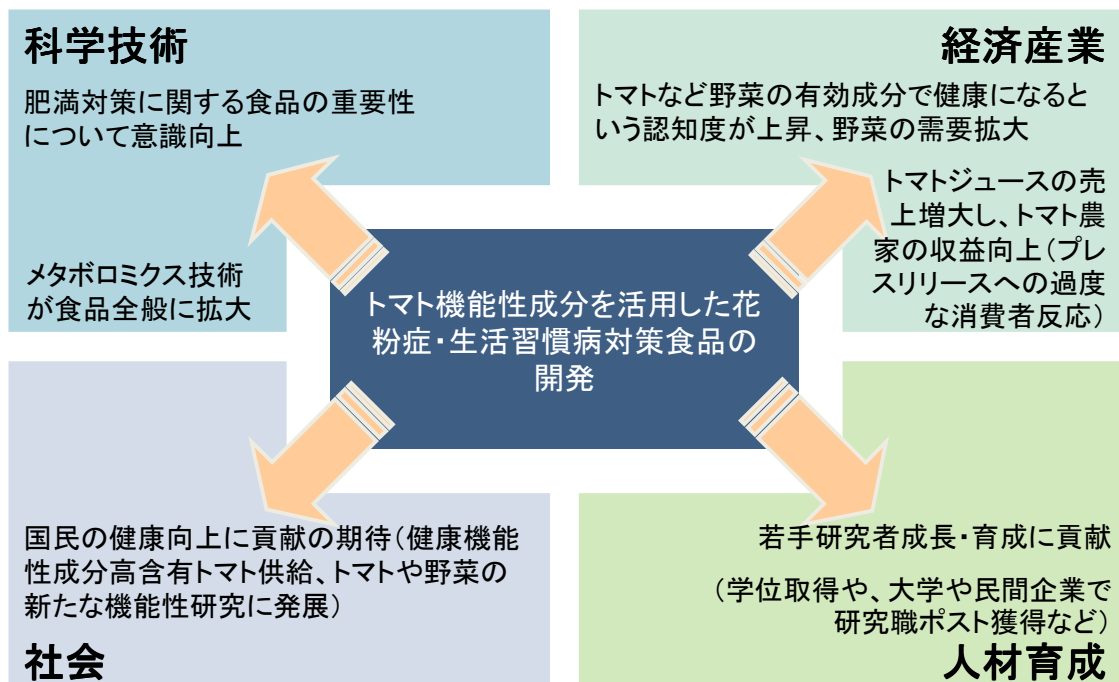 科学技術
肥満対策に関する食品の重要性
について意識向上
メタボロミクス技術
が食品全般に拡大
経済産業
トマトなど野菜の有効成分で健康になると
いう認知度が上昇、野菜の需要拡大
トマトジュースの売
上増大し、トマト農
家の収益向上（プレ
スリリースへの過度
な消費者反応）
トマト機能性成分を活用した花
粉症・生活習慣病対策食品の
開発
国民の健康向上に貢献の期待（健康機能
性成分高含有トマト供給、トマトや野菜の
新たな機能性研究に発展）
社会
若手研究者成長・育成に貢献
（学位取得や、大学や民間企業で
研究職ポスト獲得など）
人材育成